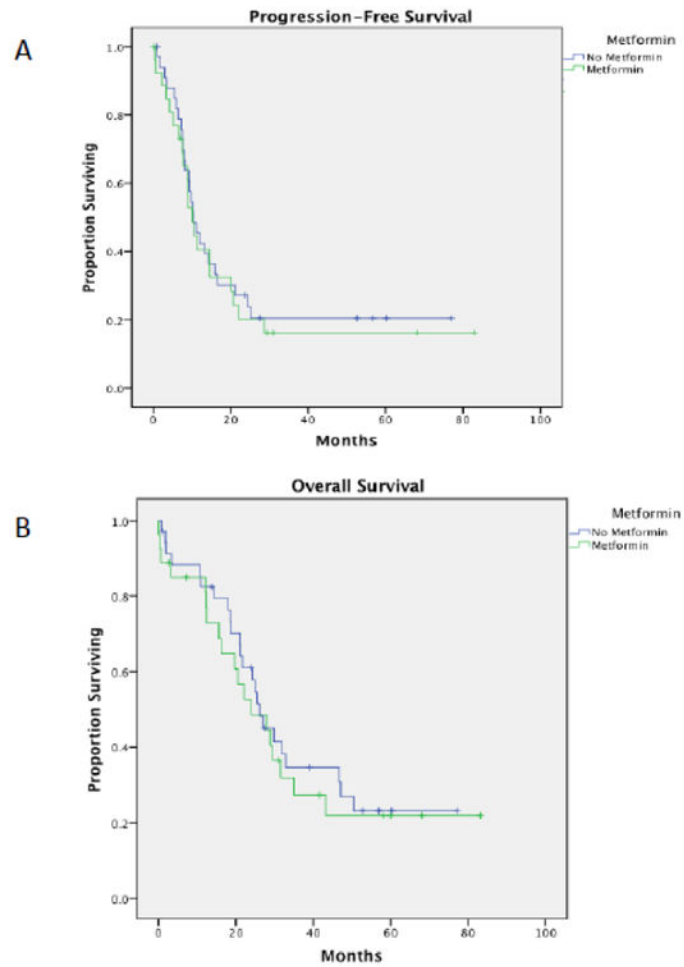 A
Progression-Free Survival
Metformin
No Metformin
Metformin
Proportion Surviving
1.0
0.8
0.6
0.4
0.2
0.0
0 20 40 60 80 100
Months
B
Overall Survival
Metformin
No Metformin
Metformin
Proportion Surviving
1.0
0.8
0.6
0.4
0.2
0.0
0 20 40 60 80 100
Months